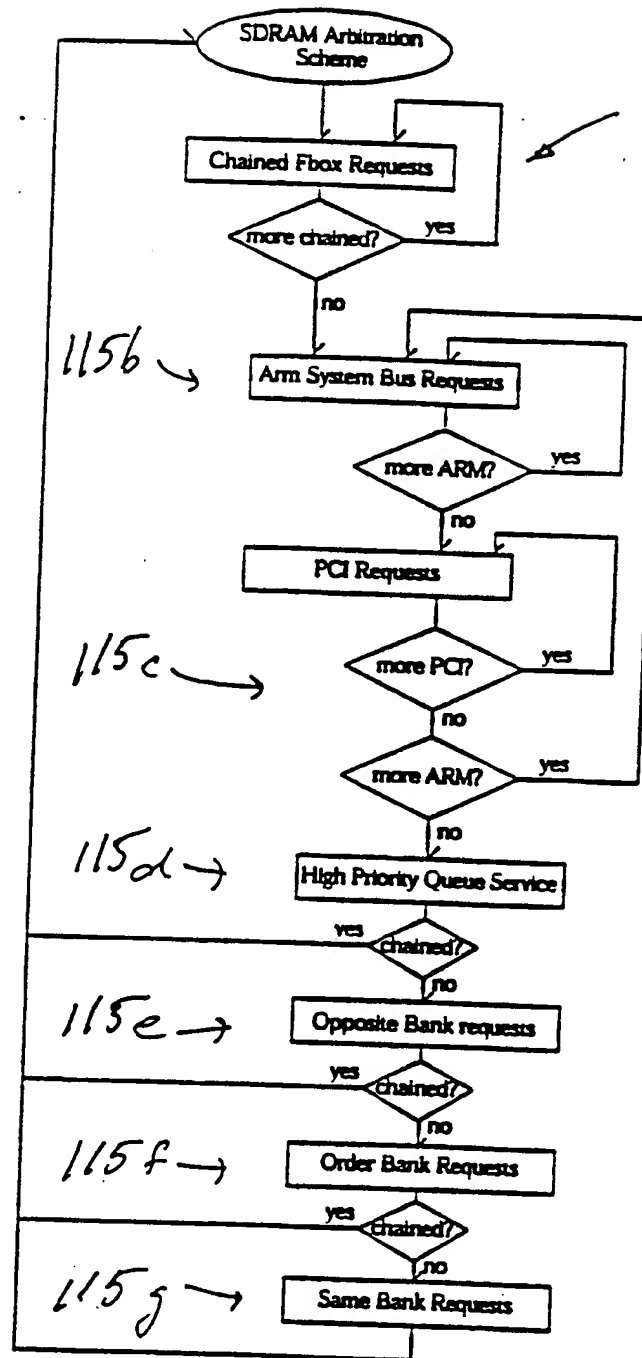 SDRAM Arbitration
Scheme
Chained Fbox Requests
more chained?
yes
no
115b
Arm System Bus Requests
more ARM?
yes
no
PCI Requests
115c
more PCI?
yes
no
more ARM?
yes
no
115d
High Priority Queue Service
yes
chained?
no
115e
Opposite Bank requests
yes
chained?
no
115f
Order Bank Requests
yes
chained?
no
115g
Same Bank Requests